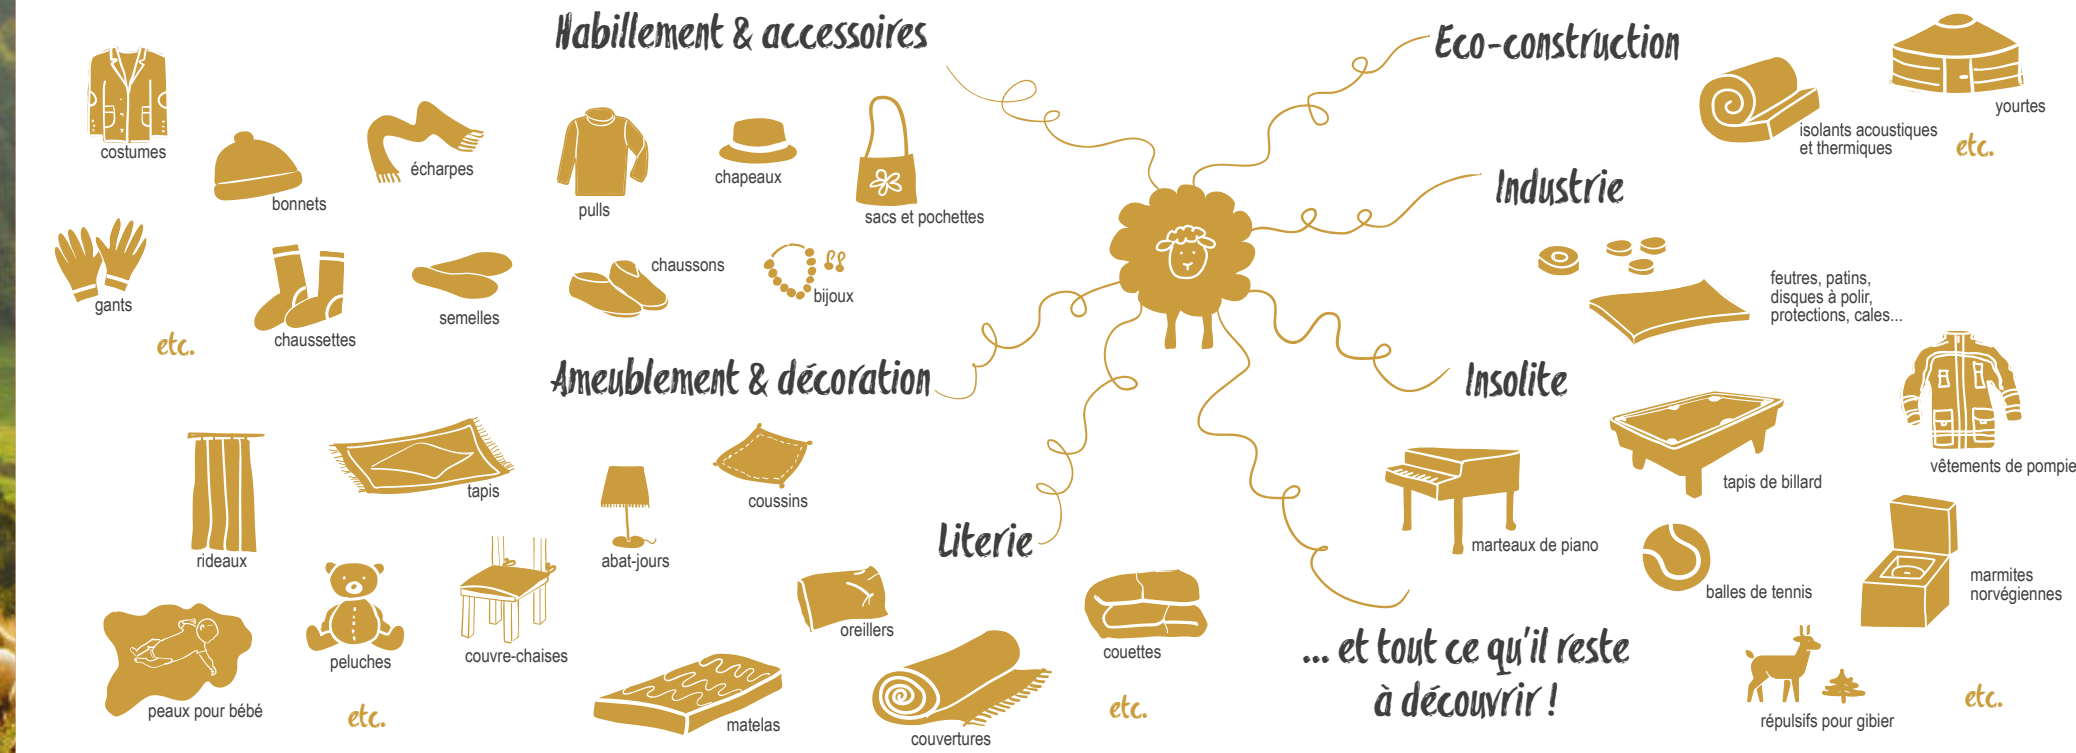 Habillement & accessoires
costumes
bonnets
écharpes
pulls
chapeaux
sacs et pochettes
gants
chaussettes
semelles
chaussons
bijoux
etc.
Ameublement & décoration
rideaux
tapis
abat-jours
coussins
peaux pour bébé
peluches
couvre-chaises
etc.
Literie
oreillers
matelas
couvertures
couettes
etc.
Eco-construction
isolants acoustiques
et thermiques
yourtes
etc.
Industrie
feutres, patins,
disques à polir,
protections, cales...
Insolite
marteaux de piano
tapis de billard
vêtements de pompie
balles de tennis
marmites
norvégiennes
répulsifs pour gibier
etc.
... et tout ce qu'il reste
à découvrir !